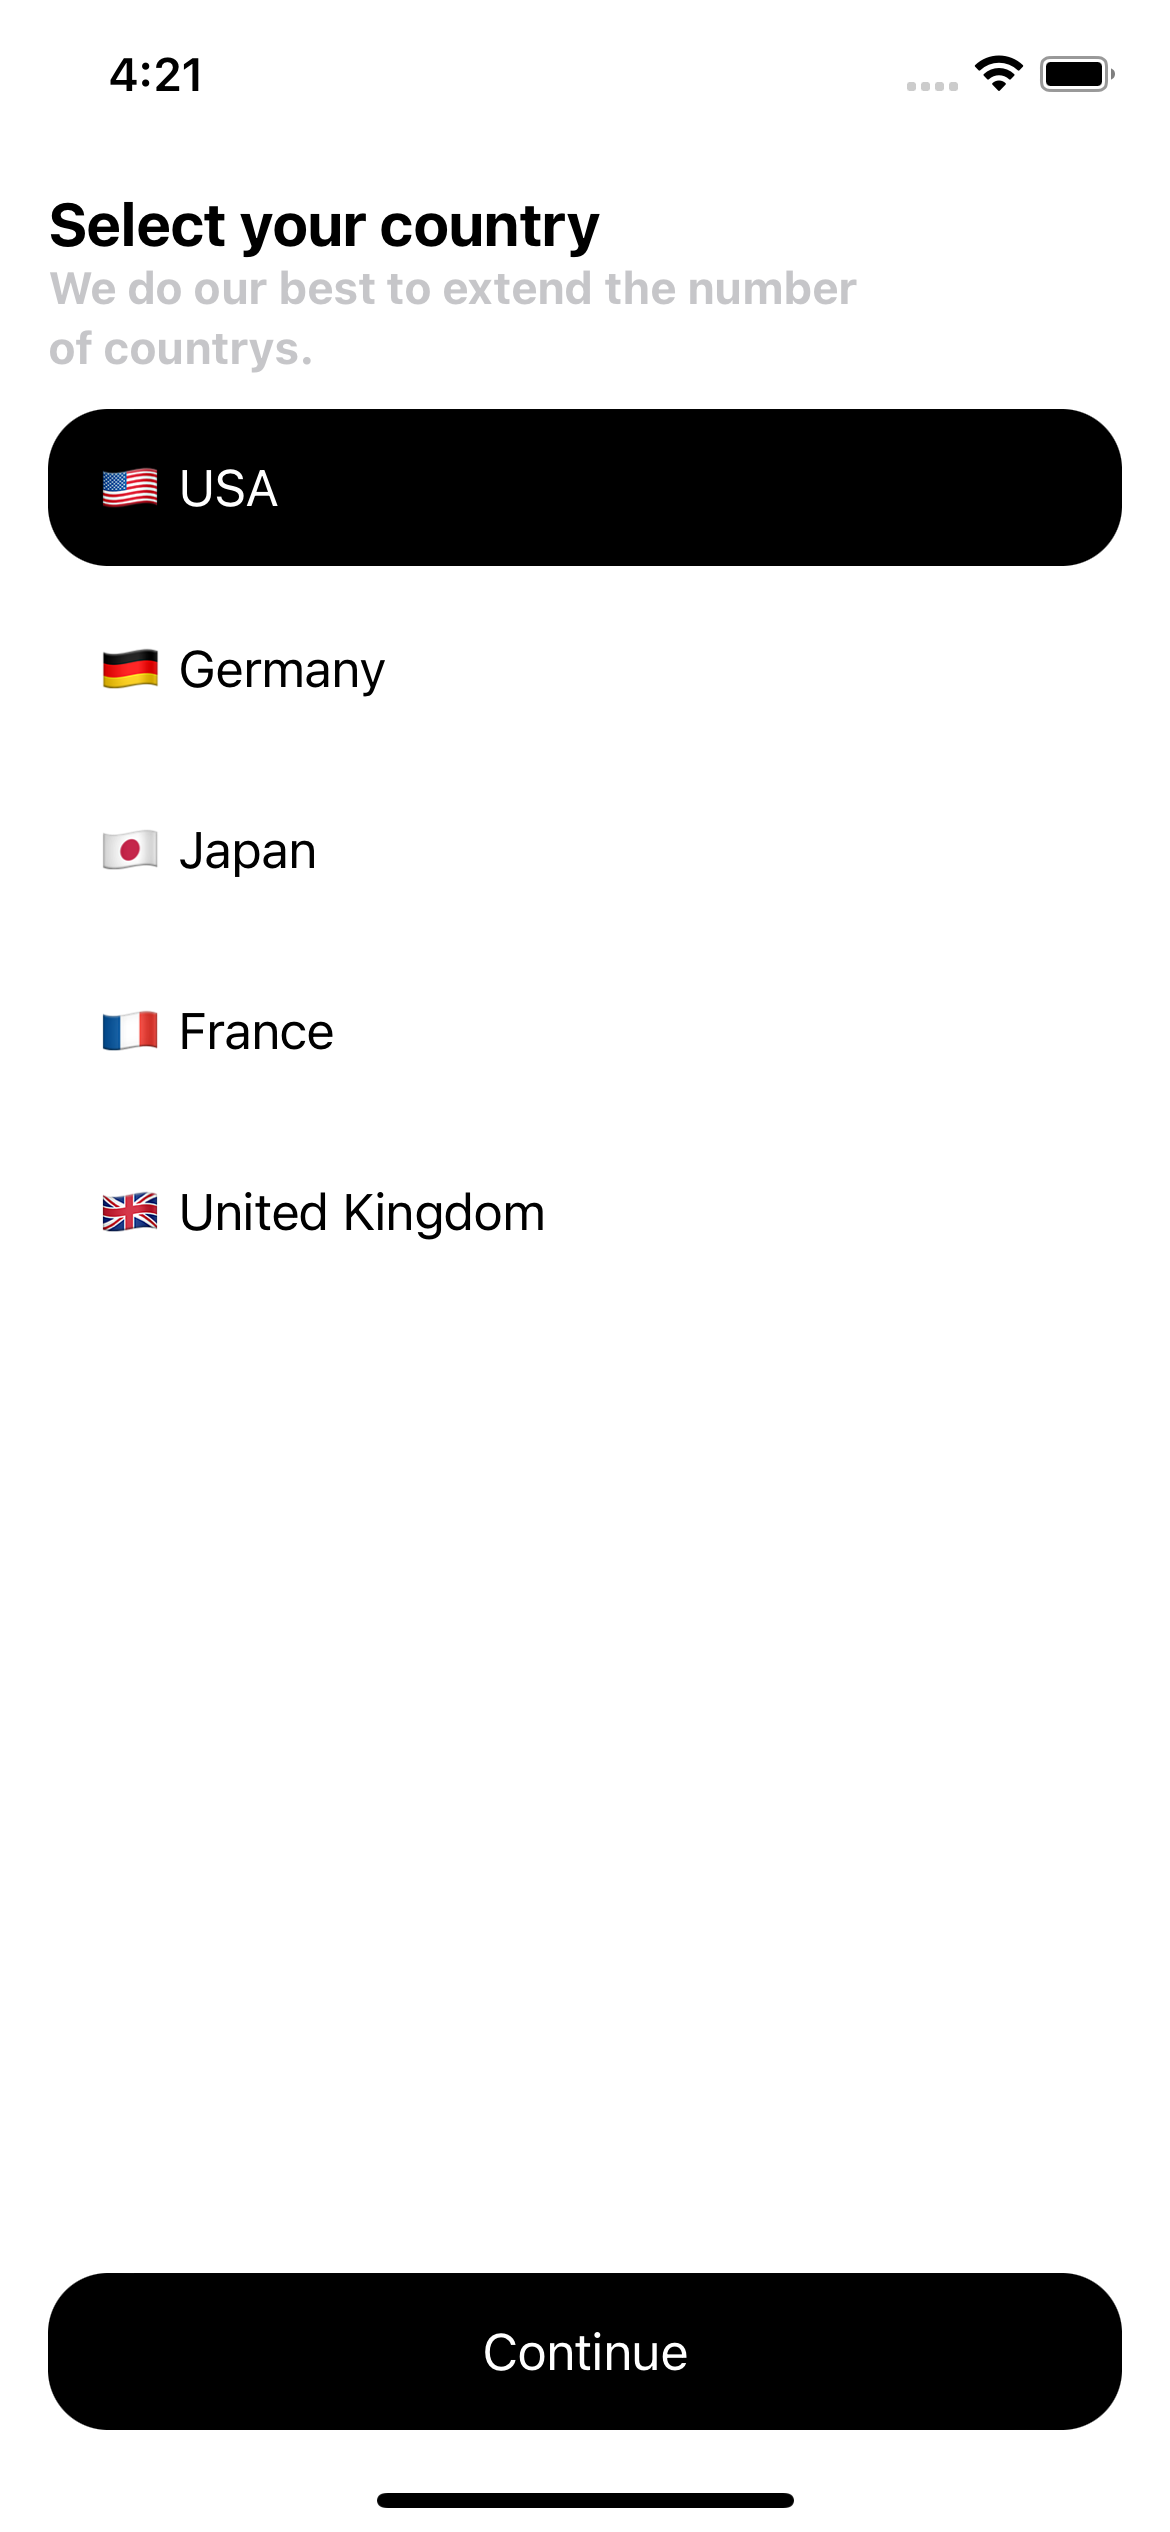 4:21
Select your country
We do our best to extend the number
of countrys.
🇺🇸 USA
🇩🇪 Germany
🇯🇵 Japan
🇫🇷 France
🇬🇧 United Kingdom
Continue